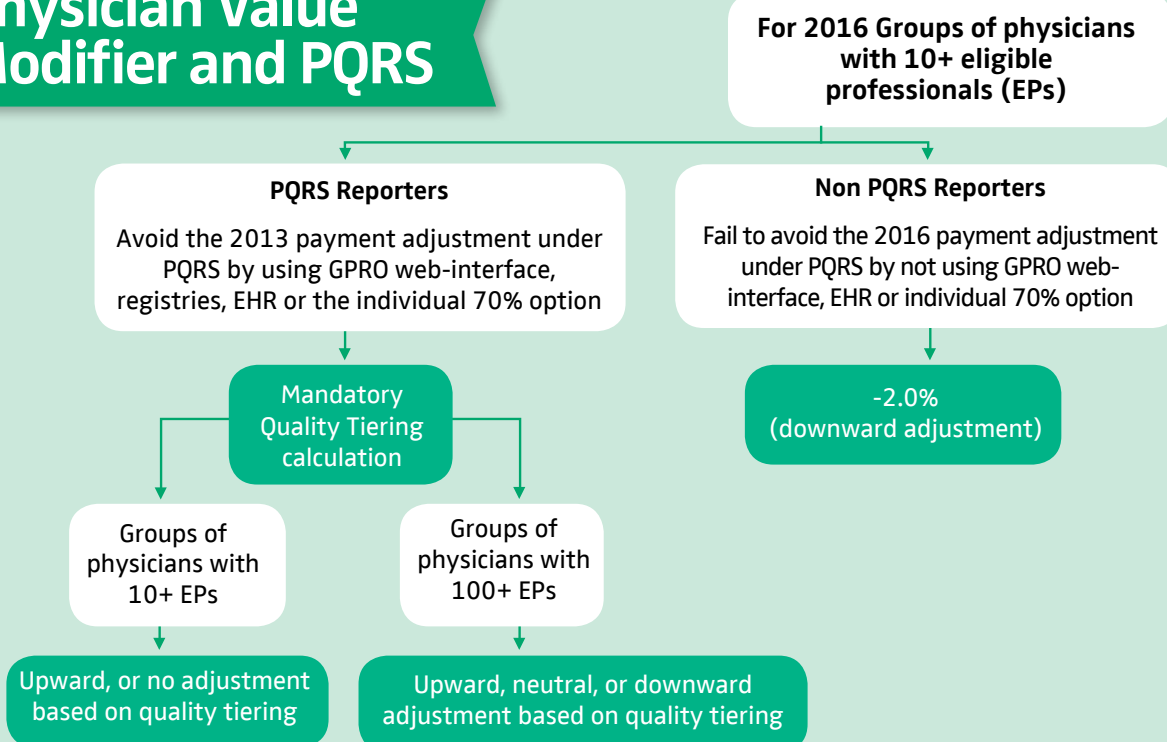 hysician Value
Modifier and PQRS
For 2016 Groups of physicians
with 10+ eligible
professionals (EPs)
PQRS Reporters
Avoid the 2013 payment adjustment under
PQRS by using GPRO web-interface,
registries, EHR or the individual 70% option
Non PQRS Reporters
Fail to avoid the 2016 payment adjustment
under PQRS by not using GPRO web-
interface, EHR or individual 70% option
Mandatory
Quality Tiering
calculation
-2.0%
(downward adjustment)
Groups of
physicians with
10+ EPs
Groups of
physicians with
100+ EPs
Upward, or no adjustment
based on quality tiering
Upward, neutral, or downward
adjustment based on quality tiering